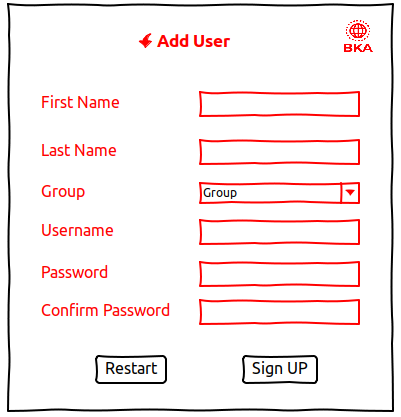 Add User
BKA
First Name
Last Name
Group Group
Username
Password
Confirm Password
Restart Sign UP